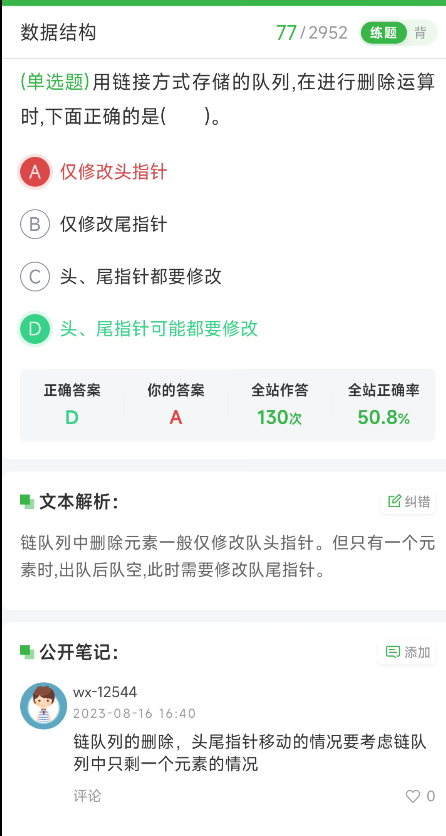 数据结构 77/2952 练题 背
(单选题)用链接方式存储的队列,在进行删除运算
时,下面正确的是(      )。
A 仅修改头指针
B 仅修改尾指针
C 头、尾指针都要修改
D 头、尾指针可能都要修改
正确答案 你的答案 全站作答 全站正确率
D A 130次 50.8%
文本解析: 纠错
链队列中删除元素一般仅修改队头指针。但只有一个元
素时,出队后队空,此时需要修改队尾指针。
公开笔记: 添加
wx-12544
2023-08-16 16:40
链队列的删除，头尾指针移动的情况要考虑链队
列中只剩一个元素的情况
评论 0